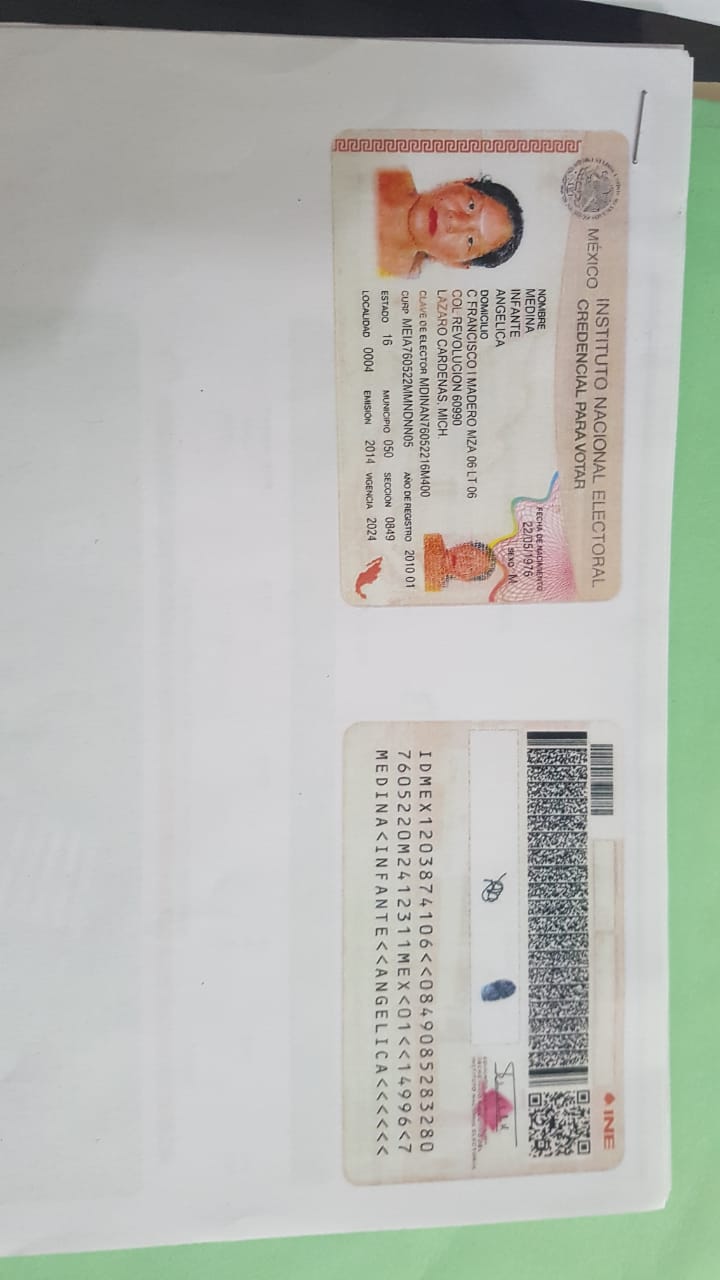 MÉXICO
INSTITUTO NACIONAL ELECTORAL
CREDENCIAL PARA VOTAR
NOMBRE
MEDINA
INFANTE
ANGELICA
FECHA DE NACIMIENTO
22/05/1976
SEXO M
DOMICILIO
C FRANCISCO I MADERO MZA 06 LT 06
COL REVOLUCION 60990
LAZARO CARDENAS, MICH.
CLAVE DE ELECTOR MDINAN76052216M400
CURP MEIA760522MMNDNN05 AÑO DE REGISTRO 2010 01
ESTADO 16 MUNICIPIO 050 SECCION 0849
LOCALIDAD 0004 EMISION 2014 VIGENCIA 2024
INE
IDMEX1203874106<<0849085283280
7605220M2412311MEX<01<<14996<7
MEDINA<INFANTE<<ANGELICA<<<<<<